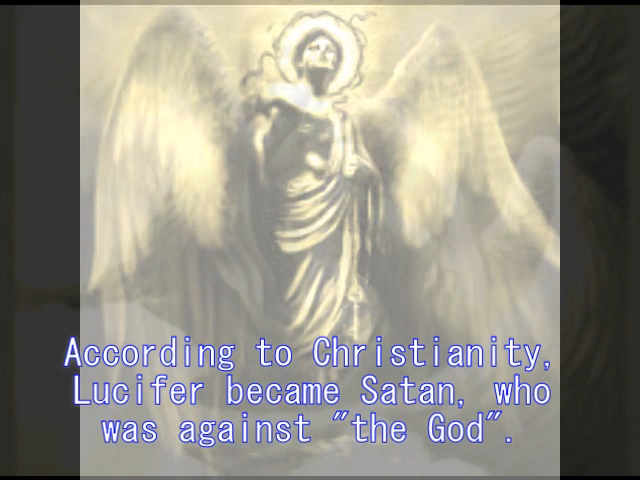 According to Christianity,
Lucifer became Satan, who
was against "the God".